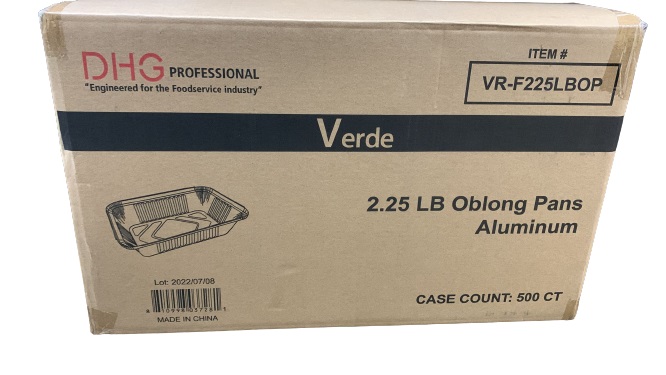 DHG PROFESSIONAL
"Engineered for the Foodservice industry"
ITEM #
VR-F225LBOP
Verde
2.25 LB Oblong Pans
Aluminum
Lot: 2022/07/08
MADE IN CHINA
CASE COUNT: 500 CT